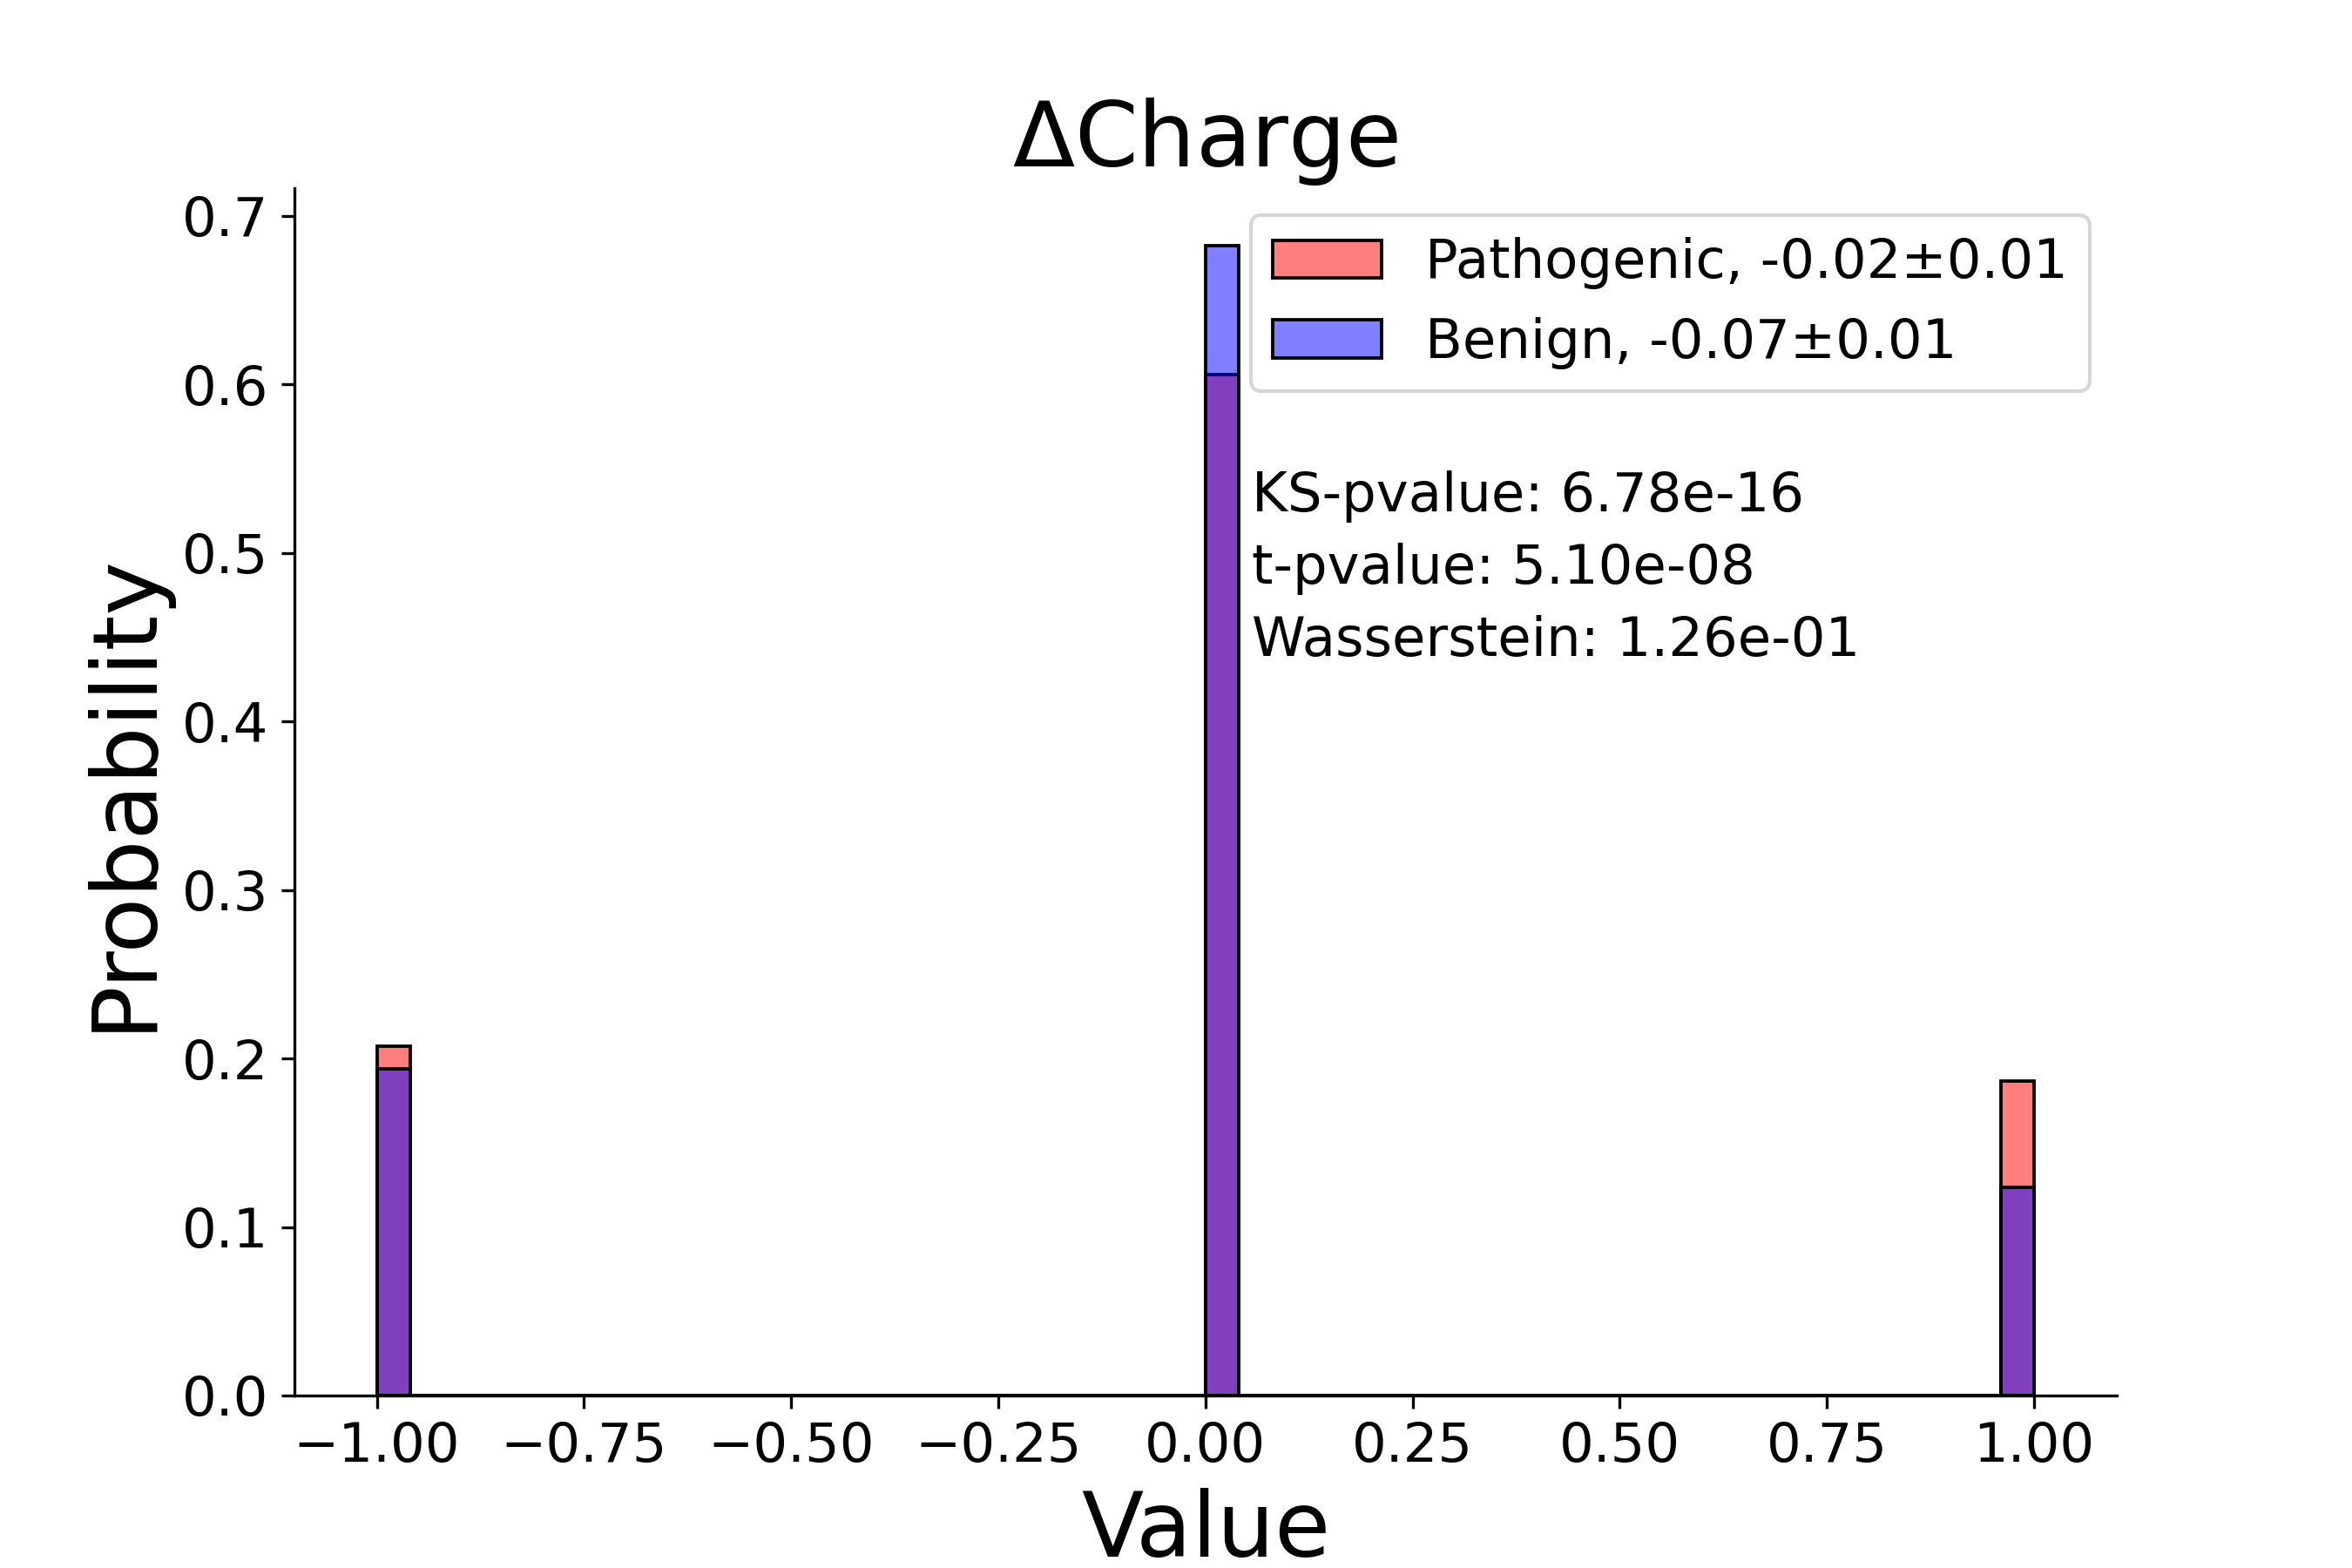 ΔCharge
Pathogenic, -0.02±0.01
Benign, -0.07±0.01
KS-pvalue: 6.78e-16
t-pvalue: 5.10e-08
Wasserstein: 1.26e-01
Probability
0.7
0.6
0.5
0.4
0.3
0.2
0.1
0.0
−1.00 −0.75 −0.50 −0.25 0.00 0.25 0.50 0.75 1.00
Value